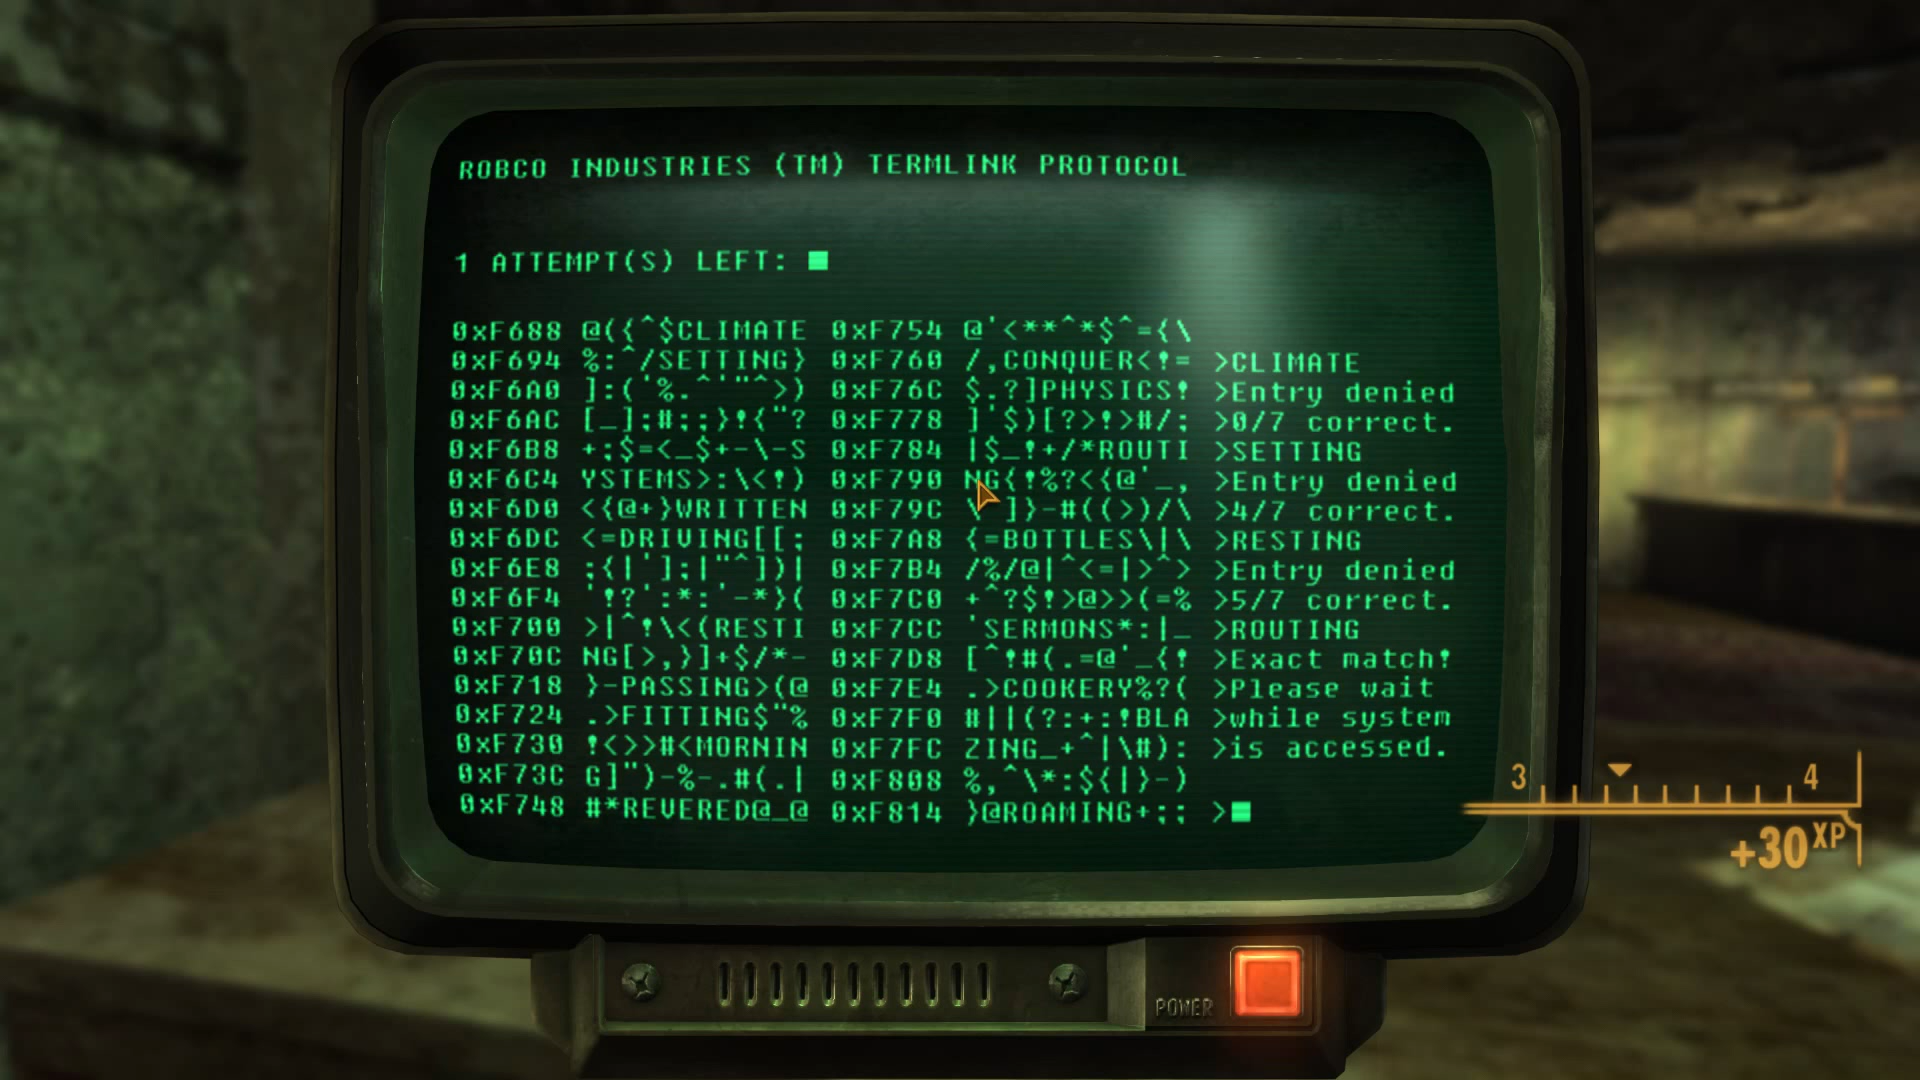 ROBCO INDUSTRIES (TM) TERMLINK PROTOCOL
1 ATTEMPT(S) LEFT:
0xF688 @({^$CLIMATE 0xF754 @'<**^*$^={\
0xF694 %:^/SETTING} 0xF760 /,CONQUER<!= >CLIMATE
0xF6A0 ]:('%.^'"^>) 0xF76C $.?]PHYSICS! >Entry denied
0xF6AC [_];#;;}!{"? 0xF778 ]'$)[?>!>#/; >0/7 correct.
0xF6B8 +;$=<_$+-\-S 0xF784 |$_!+/*ROUTI >SETTING
0xF6C4 YSTEMS>:\<!) 0xF790 NG{!%?<{@'_, >Entry denied
0xF6D0 <{@+}WRITTEN 0xF79C ]}-#((>)/\ >4/7 correct.
0xF6DC <=DRIVING[[; 0xF7A8 {=BOTTLES\|\ >RESTING
0xF6E8 ;{|'];|"^])| 0xF7B4 /%/@|^<=|>^> >Entry denied
0xF6F4 '!?':*:'-*}( 0xF7C0 +^?$!>@>>(=% >5/7 correct.
0xF700 >|^!\<(RESTI 0xF7CC 'SERMONS*:|_ >ROUTING
0xF70C NG[>,}]+$/*- 0xF7D8 [^!#(.=@'_{! >Exact match!
0xF718 }-PASSING>(@ 0xF7E4 .>COOKERY%?( >Please wait
0xF724 .>FITTING$"% 0xF7F0 #||(?:+:!BLA >while system
0xF730 !<>>#<MORNIN 0xF7FC ZING_+^|\#): >is accessed.
0xF73C G]")-%-.#(.| 0xF808 %,^\*:${|}-)
0xF748 #*REVERED@_@ 0xF814 }@ROAMING+;; >
3 4
+30 XP
POWER